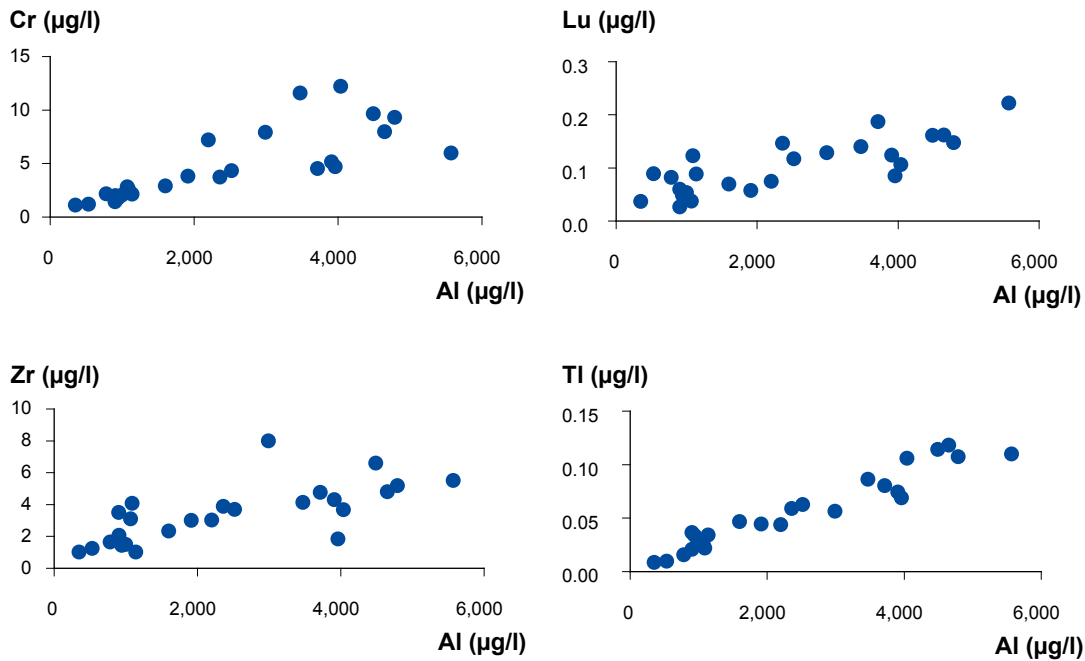 Cr (µg/l)
15
10
5
0
0 2,000 4,000 6,000
Al (µg/l)
Lu (µg/l)
0.3
0.2
0.1
0.0
0 2,000 4,000 6,000
Al (µg/l)
Zr (µg/l)
10
8
6
4
2
0
0 2,000 4,000 6,000
Al (µg/l)
Tl (µg/l)
0.15
0.10
0.05
0.00
0 2,000 4,000 6,000
Al (µg/l)